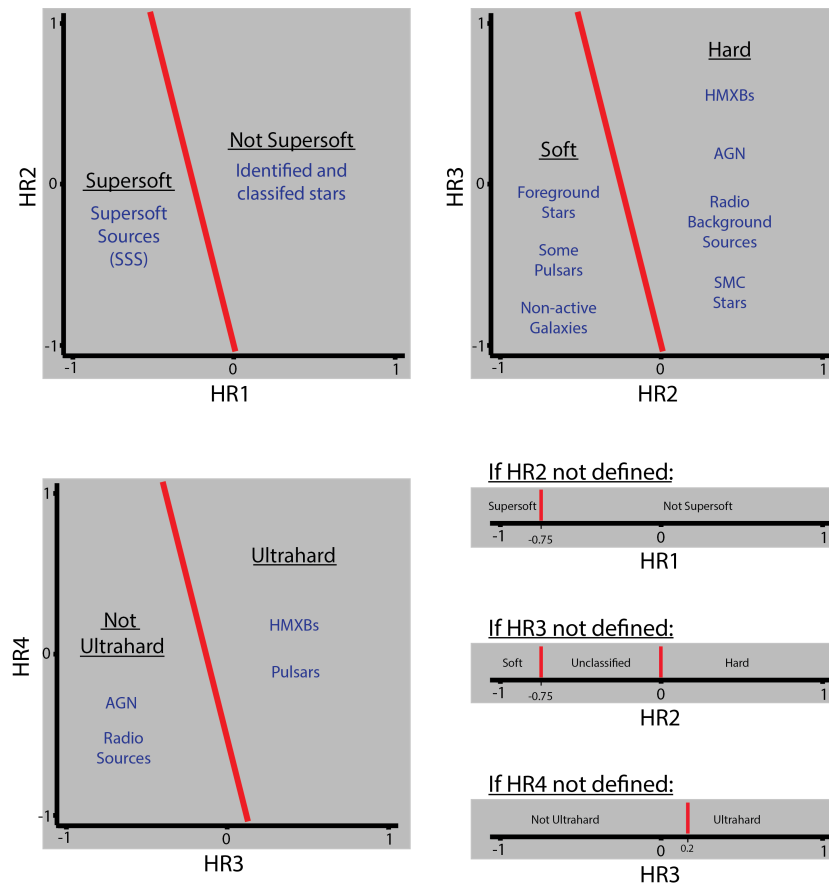 1
0
-1
HR2
Supersoft
Supersoft
Sources
(SSS)
Not Supersoft
Identified and
classifed stars
-1
0
1
HR1
1
0
-1
HR3
Soft
Foreground
Stars
Some
Pulsars
Non-active
Galaxies
Hard
HMXBs
AGN
Radio
Background
Sources
SMC
Stars
-1
0
1
HR2
1
0
-1
HR4
Not
Ultrahard
AGN
Radio
Sources
Ultrahard
HMXBs
Pulsars
-1
0
1
HR3
If HR2 not defined:
Supersoft
Not Supersoft
-1
-0.75
0
1
HR1
If HR3 not defined:
Soft
Unclassified
Hard
-1
-0.75
0
1
HR2
If HR4 not defined:
Not Ultrahard
Ultrahard
-1
0
0.2
1
HR3